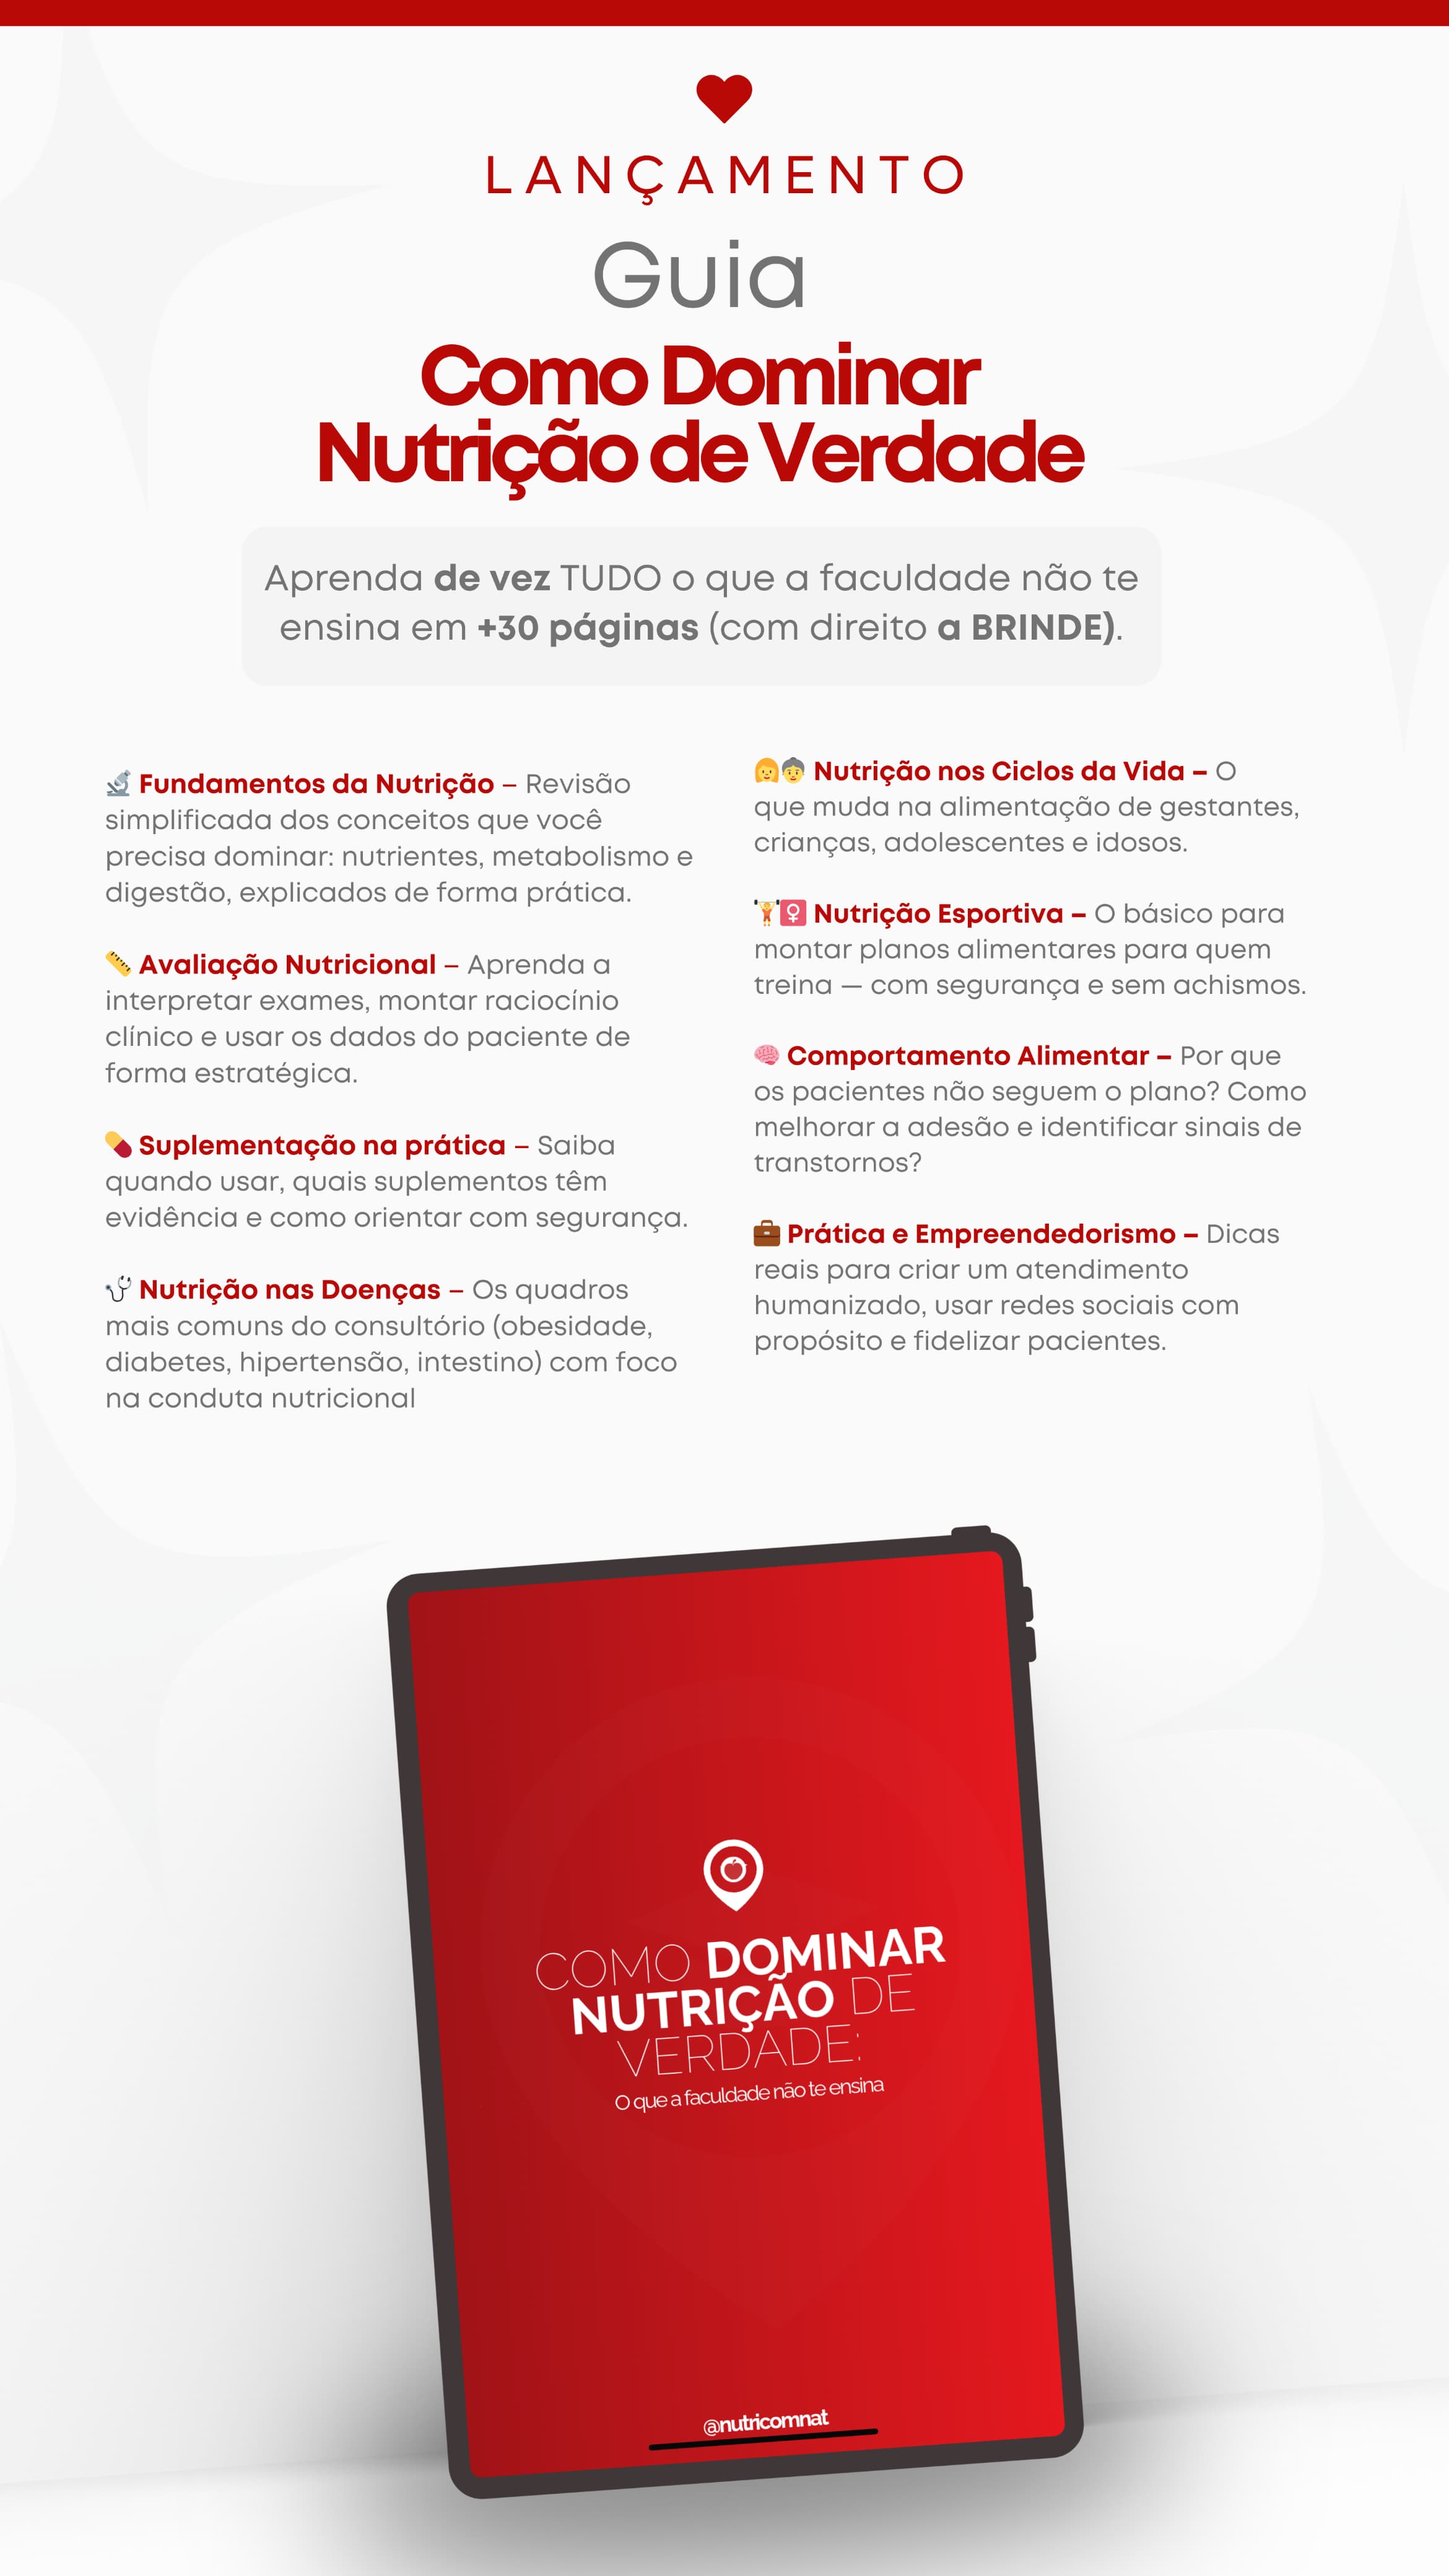 LANÇAMENTO
Guia
Como Dominar
Nutrição de Verdade
Aprenda de vez TUDO o que a faculdade não te
ensina em +30 páginas (com direito a BRINDE).
🔬 Fundamentos da Nutrição – Revisão
simplificada dos conceitos que você
precisa dominar: nutrientes, metabolismo e
digestão, explicados de forma prática.
📏 Avaliação Nutricional – Aprenda a
interpretar exames, montar raciocínio
clínico e usar os dados do paciente de
forma estratégica.
💊 Suplementação na prática – Saiba
quando usar, quais suplementos têm
evidência e como orientar com segurança.
🩺 Nutrição nas Doenças – Os quadros
mais comuns do consultório (obesidade,
diabetes, hipertensão, intestino) com foco
na conduta nutricional
👩👵 Nutrição nos Ciclos da Vida – O
que muda na alimentação de gestantes,
crianças, adolescentes e idosos.
🏋♀ Nutrição Esportiva – O básico para
montar planos alimentares para quem
treina — com segurança e sem achismos.
🧠 Comportamento Alimentar – Por que
os pacientes não seguem o plano? Como
melhorar a adesão e identificar sinais de
transtornos?
💼 Prática e Empreendedorismo – Dicas
reais para criar um atendimento
humanizado, usar redes sociais com
propósito e fidelizar pacientes.
COMO DOMINAR
NUTRIÇÃO DE
VERDADE:
O que a faculdade não te ensina
@nutricomnat